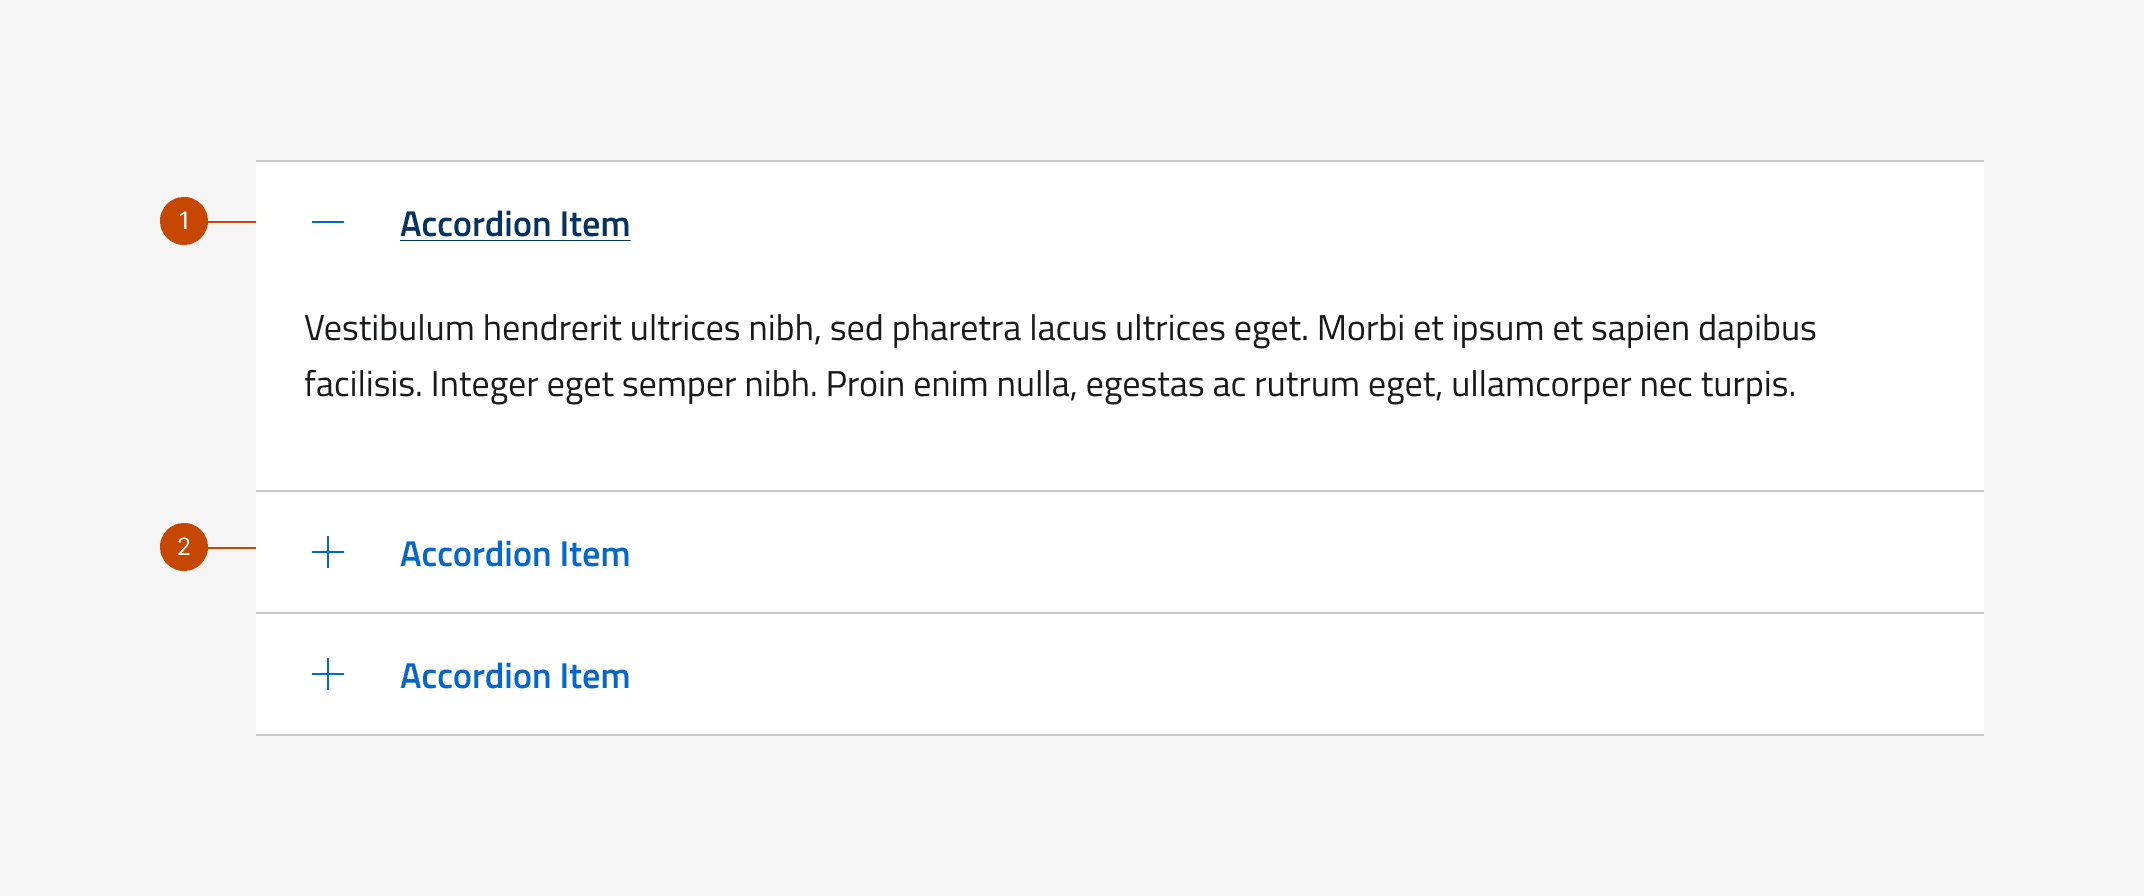 1
Accordion Item
Vestibulum hendrerit ultrices nibh, sed pharetra lacus ultrices eget. Morbi et ipsum et sapien dapibus
facilisis. Integer eget semper nibh. Proin enim nulla, egestas ac rutrum eget, ullamcorper nec turpis.
2
Accordion Item
Accordion Item